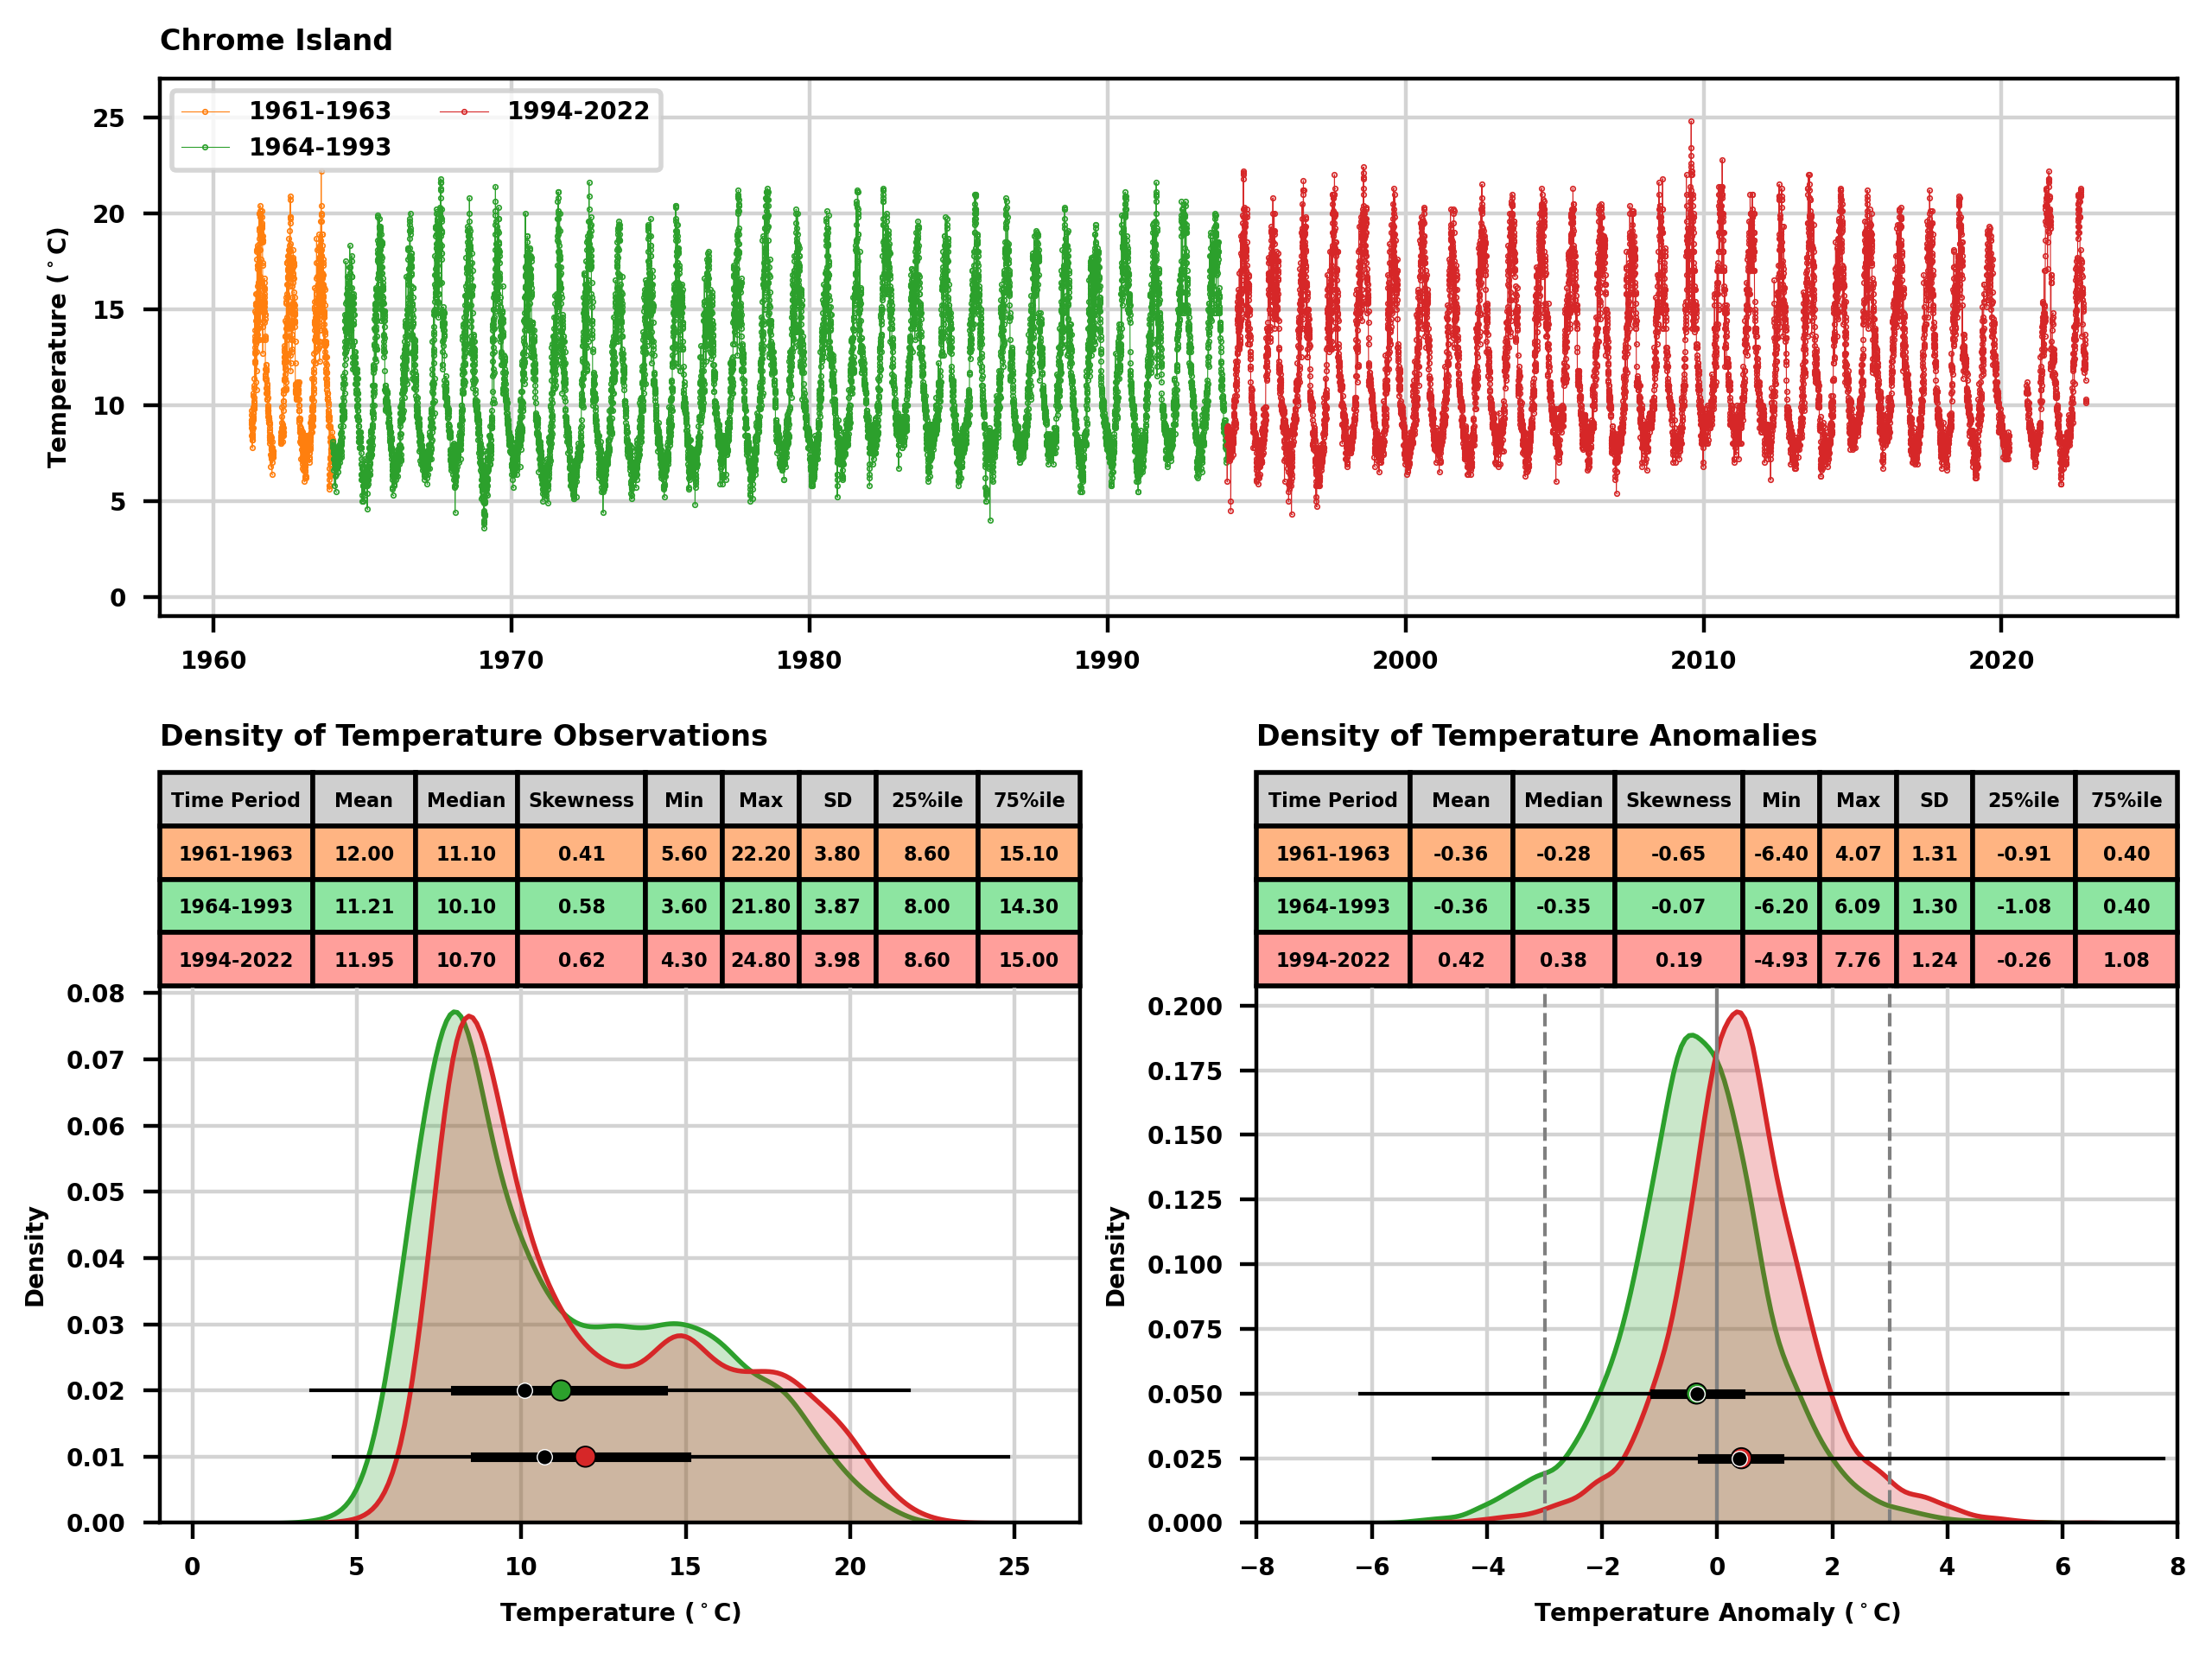 Chrome Island
1961-1963 1994-2022
1964-1993
25
20
15
10
5
0
Temperature (°C)
1960 1970 1980 1990 2000 2010 2020
Density of Temperature Observations
Time Period Mean Median Skewness Min Max SD 25%ile 75%ile
1961-1963 12.00 11.10 0.41 5.60 22.20 3.80 8.60 15.10
1964-1993 11.21 10.10 0.58 3.60 21.80 3.87 8.00 14.30
1994-2022 11.95 10.70 0.62 4.30 24.80 3.98 8.60 15.00
0.08
0.07
0.06
0.05
0.04
0.03
0.02
0.01
0.00
Density
0 5 10 15 20 25
Temperature (°C)
Density of Temperature Anomalies
Time Period Mean Median Skewness Min Max SD 25%ile 75%ile
1961-1963 -0.36 -0.28 -0.65 -6.40 4.07 1.31 -0.91 0.40
1964-1993 -0.36 -0.35 -0.07 -6.20 6.09 1.30 -1.08 0.40
1994-2022 0.42 0.38 0.19 -4.93 7.76 1.24 -0.26 1.08
0.200
0.175
0.150
0.125
0.100
0.075
0.050
0.025
0.000
Density
−8 −6 −4 −2 0 2 4 6 8
Temperature Anomaly (°C)